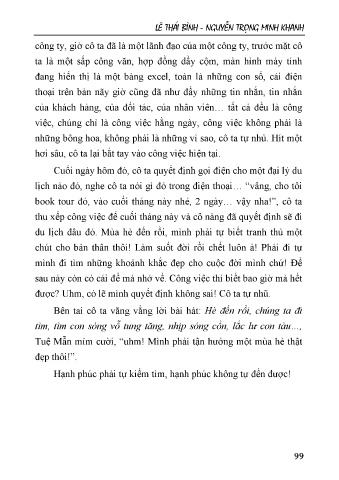 LÊ THÁI BÌNH - NGUYỄN TRỌNG MINH KHANH
công ty, giờ cô ta đã là một lãnh đạo của một công ty, trước mặt cô
ta là một sấp công văn, hợp đồng dầy cộm, màn hình máy tính
đang hiển thị là một bảng excel, toàn là những con số, cái điện
thoại trên bàn nãy giờ cũng đã như đầy những tin nhắn, tin nhắn
của khách hàng, của đối tác, của nhân viên… tất cả đều là công
việc, chúng chỉ là công việc hằng ngày, công việc không phải là
những bông hoa, không phải là những vì sao, cô ta tự nhủ. Hít một
hơi sâu, cô ta lại bắt tay vào công việc hiện tại.
Cuối ngày hôm đó, cô ta quyết định gọi điện cho một đại lý du
lịch nào đó, nghe cô ta nói gì đó trong điện thoại… “vâng, cho tôi
book tour đó, vào cuối tháng này nhé, 2 ngày… vậy nha!”, cô ta
thu xếp công việc để cuối tháng này và cô nàng đã quyết định sẽ đi
du lịch đâu đó. Mùa hè đến rồi, mình phải tự biết tranh thủ một
chút cho bản thân thôi! Làm suốt đời rồi chết luôn à! Phải đi tự
mình đi tìm những khoảnh khắc đẹp cho cuộc đời mình chứ! Để
sau này còn có cái để mà nhớ về. Công việc thì biết bao giờ mà hết
được? Uhm, có lẽ mình quyết định không sai! Cô ta tự nhủ.
Bên tai cô ta văng vẳng lời bài hát: Hè đến rồi, chúng ta đi
tìm, tìm con sóng vỗ tung tăng, nhịp sóng cồn, lắc lư con tàu…,
Tuệ Mẫn mỉm cười, “uhm! Mình phải tận hưởng một mùa hè thật
đẹp thôi!”.
Hạnh phúc phải tự kiếm tìm, hạnh phúc không tự đến được!
99